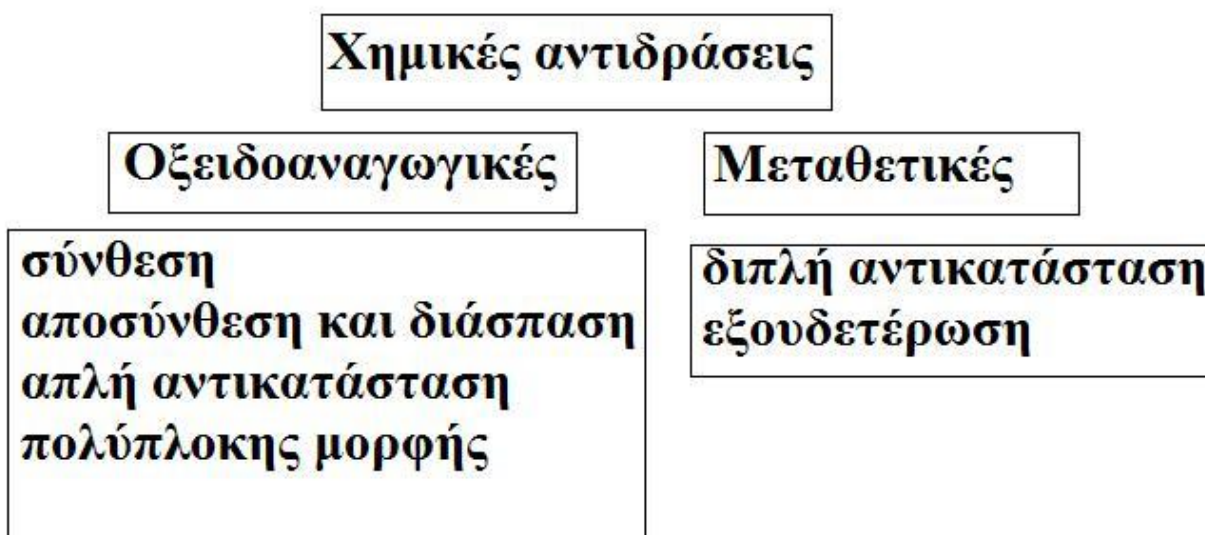 Χημικές αντιδράσεις
Οξειδοαναγωγικές
Μεταθετικές
σύνθεση
αποσύνθεση και διάσπαση
απλή αντικατάσταση
πολύπλοκης μορφής
διπλή αντικατάσταση
εξουδετέρωση